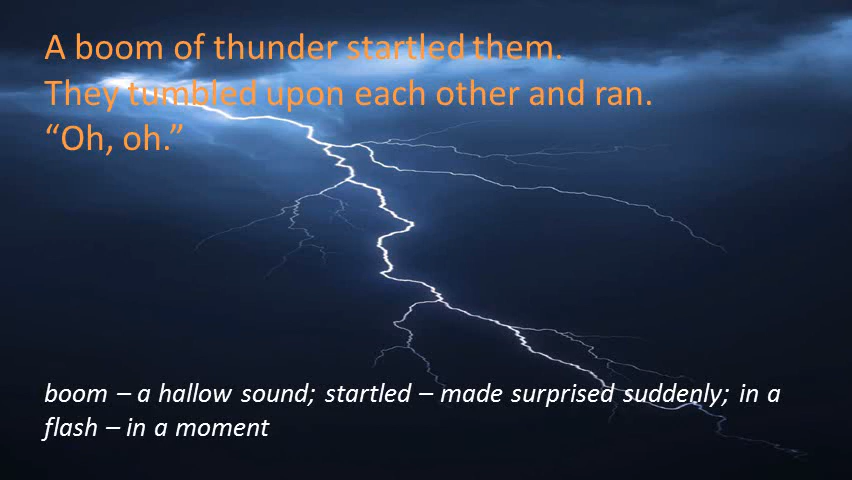 A boom of thunder startled them.
They tumbled upon each other and ran.
“Oh, oh.”
boom – a hallow sound; startled – made surprised suddenly; in a
flash – in a moment